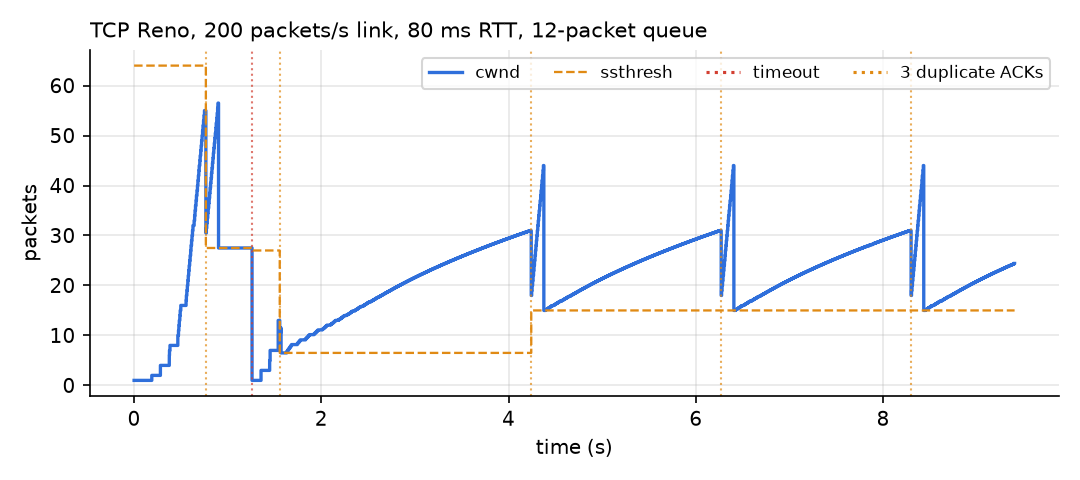 TCP Reno, 200 packets/s link, 80 ms RTT, 12-packet queue
cwnd ssthresh timeout 3 duplicate ACKs
60
50
40
30
20
10
0
packets
0 2 4 6 8
time (s)